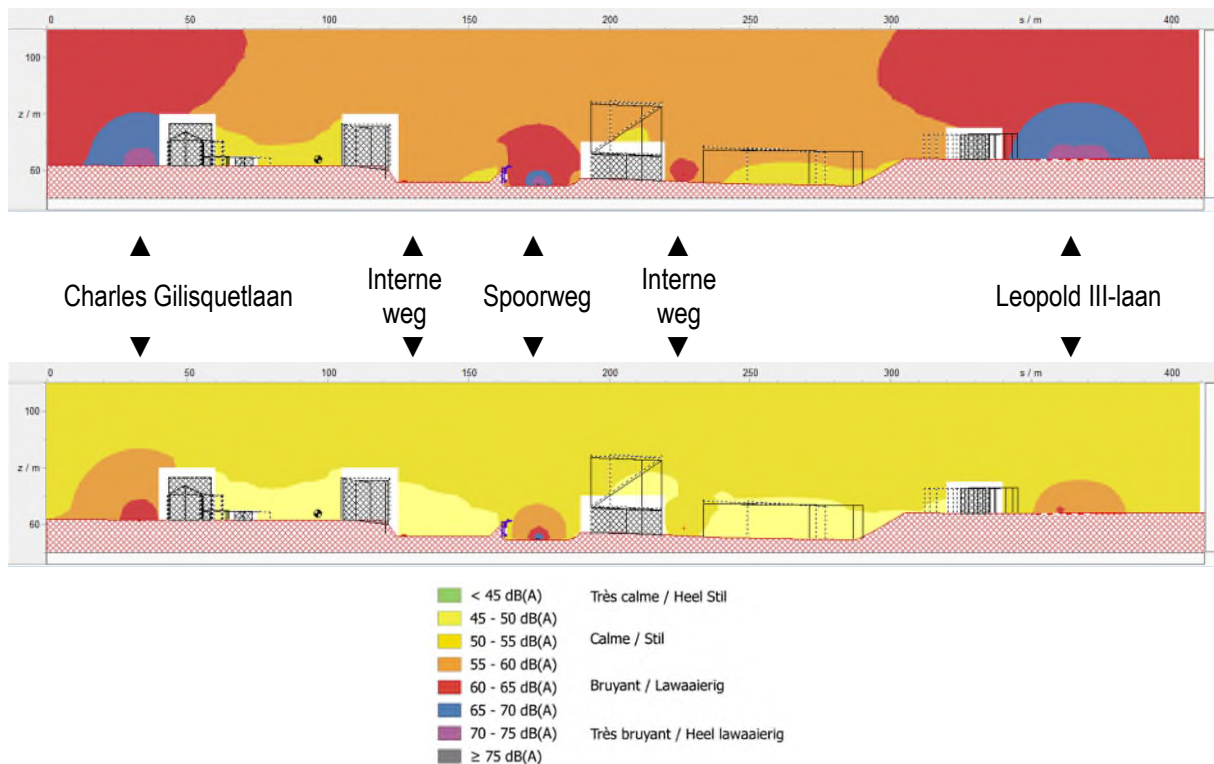 0 50 100 150 200 250 300 s / m 400
100
z / m
50
▲ ▲ ▲ ▲ ▲
Charles Gilisquetlaan
Interne
weg
Spoorweg
Interne
weg
Leopold III-laan
▼ ▼ ▼ ▼ ▼
0 50 100 150 200 250 300 s / m 400
100
z / m
60
< 45 dB(A) Très calme / Heel Stil
45 - 50 dB(A)
50 - 55 dB(A) Calme / Stil
55 - 60 dB(A)
60 - 65 dB(A) Bruyant / Lawaaierig
65 - 70 dB(A)
70 - 75 dB(A) Très bruyant / Heel lawaaierig
≥ 75 dB(A)